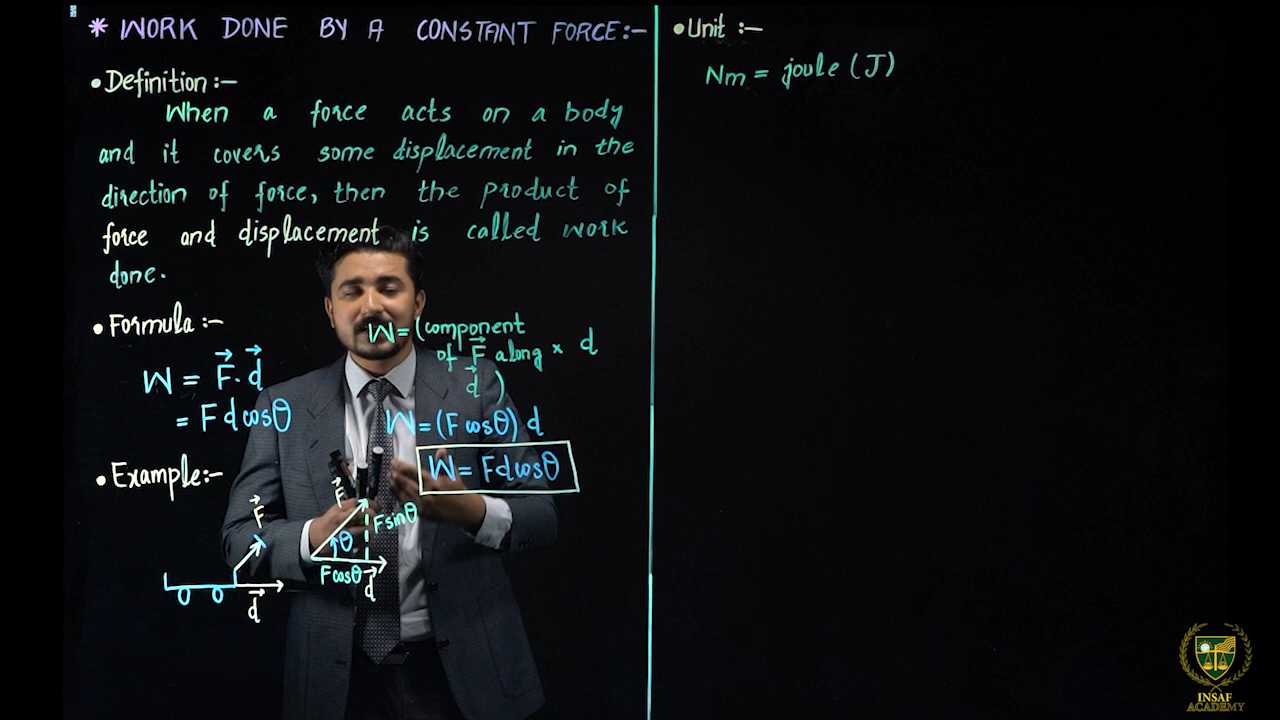 * WORK DONE BY A CONSTANT FORCE:-
• Definition :-
When a force acts on a body
and it covers some displacement in the
direction of force, then the product of
force and displacement is called work
done.
• Formula :-
W = F⃗ . d⃗
= F d cosθ
W = (component
of F⃗ along × d
d⃗ )
W = (F cosθ) d
W = Fd cosθ
• Example :-
F⃗
d⃗
F⃗
F sinθ
θ
F cosθ
d⃗
• Unit :-
Nm = joule (J)
INSAF
ACADEMY